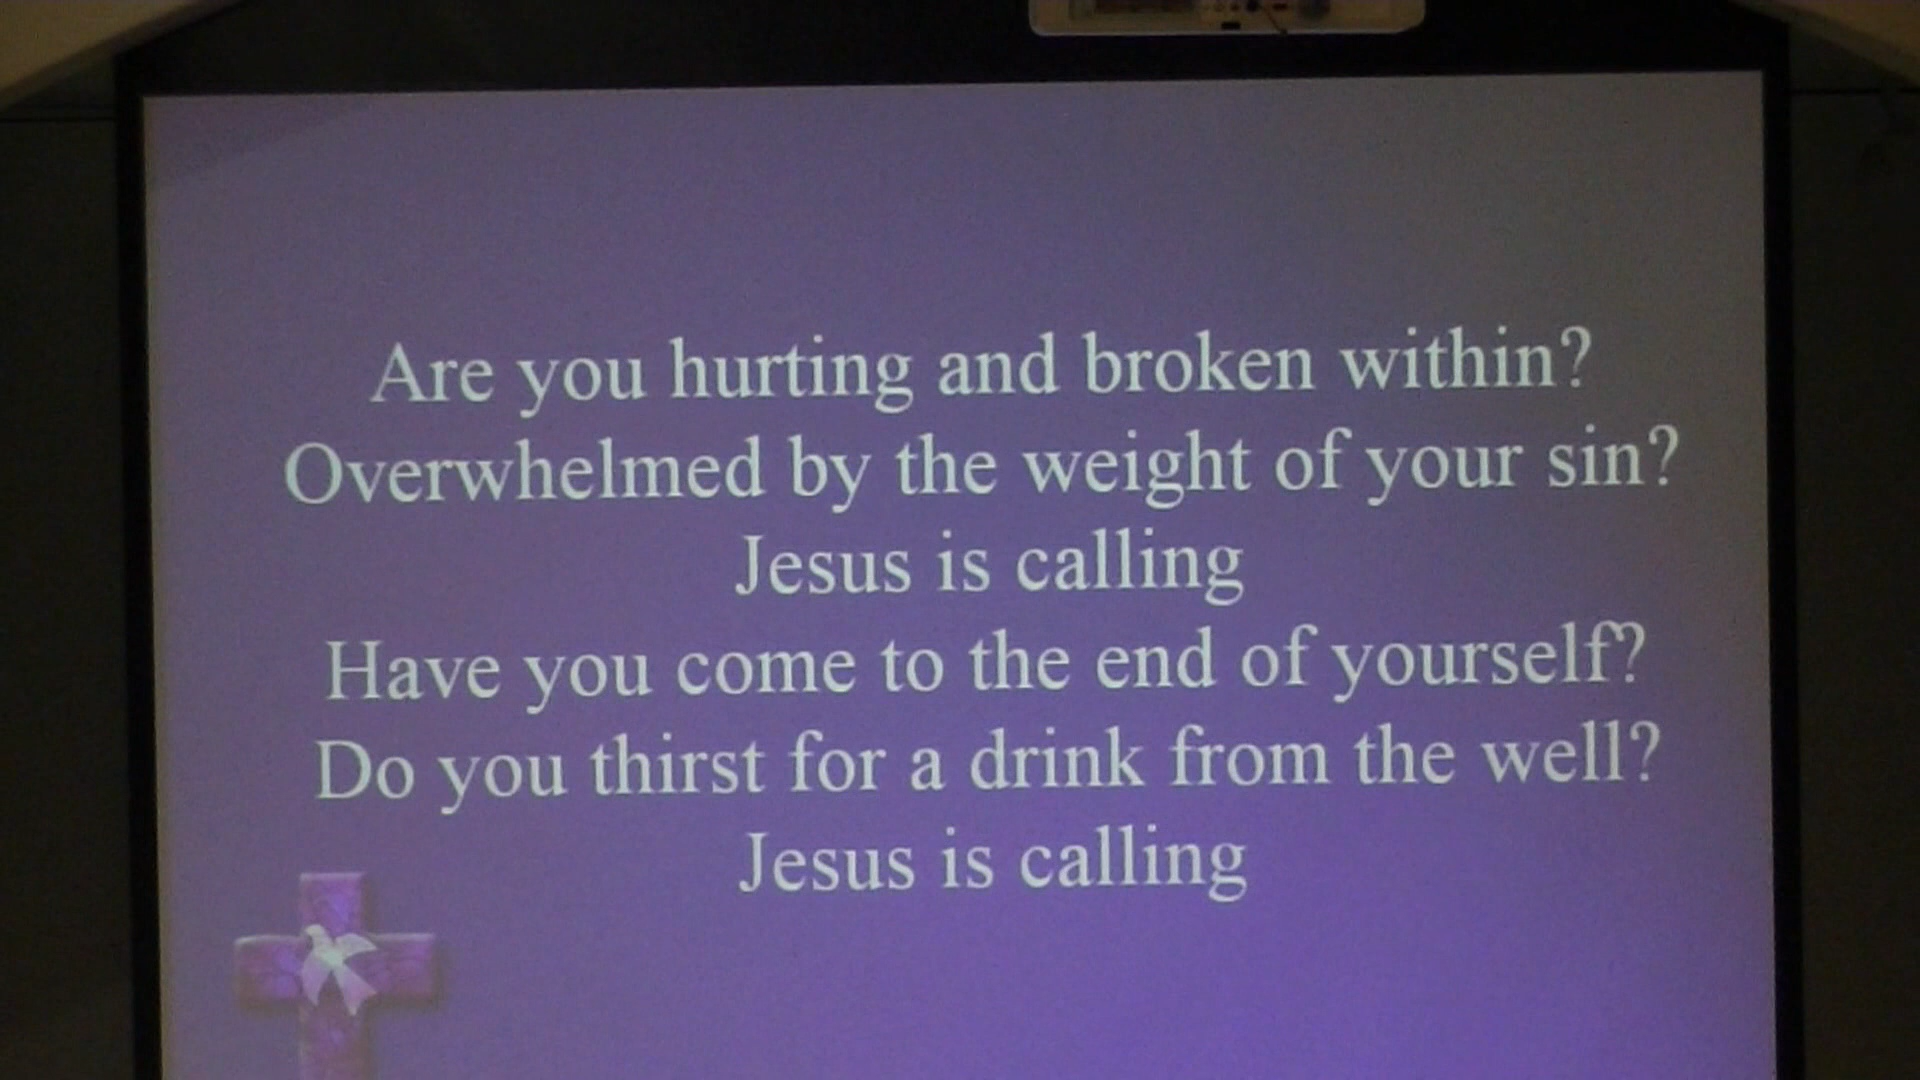 Are you hurting and broken within?
Overwhelmed by the weight of your sin?
Jesus is calling
Have you come to the end of yourself?
Do you thirst for a drink from the well?
Jesus is calling